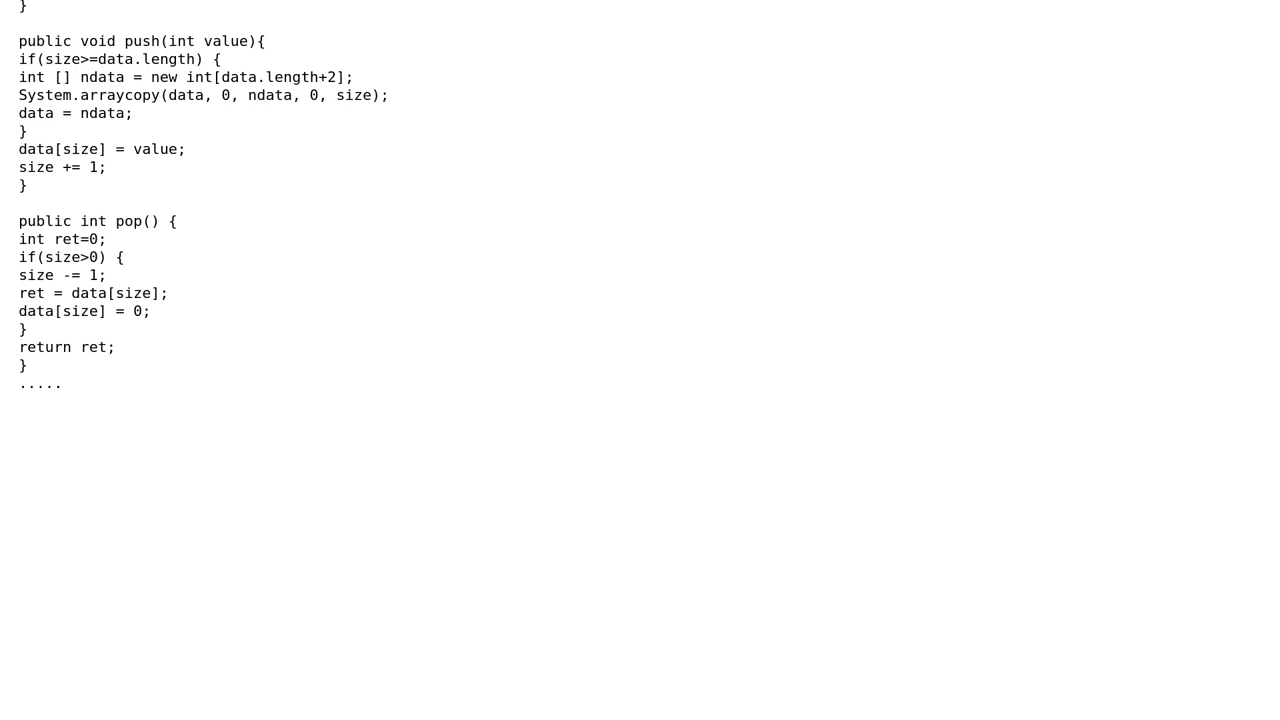 }
public void push(int value){
if(size>=data.length) {
int [] ndata = new int[data.length+2];
System.arraycopy(data, 0, ndata, 0, size);
data = ndata;
}
data[size] = value;
size += 1;
}
public int pop() {
int ret=0;
if(size>0) {
size -= 1;
ret = data[size];
data[size] = 0;
}
return ret;
}
.....